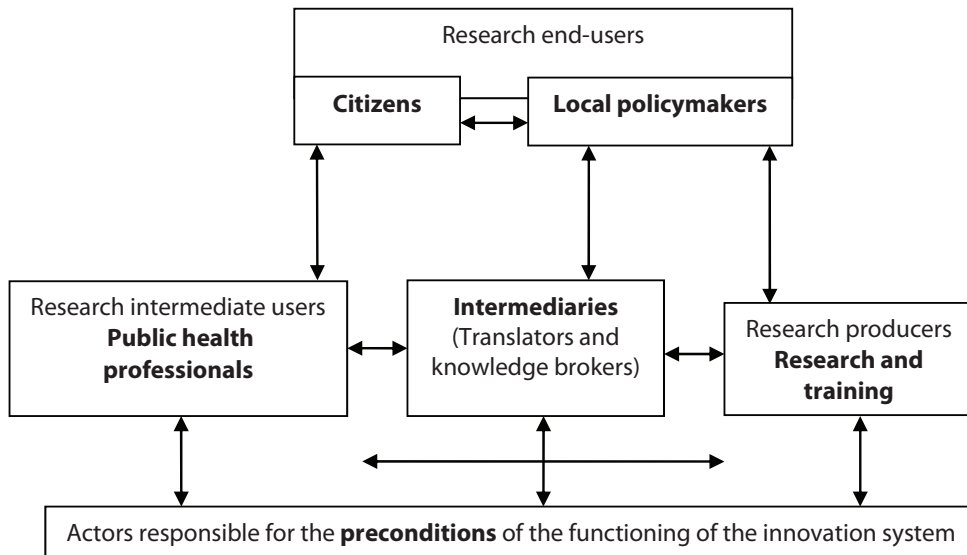 Research end-users
Citizens
Local policymakers
Research intermediate users
Public health
professionals
Intermediaries
(Translators and
knowledge brokers)
Research producers
Research and
training
Actors responsible for the preconditions of the functioning of the innovation system